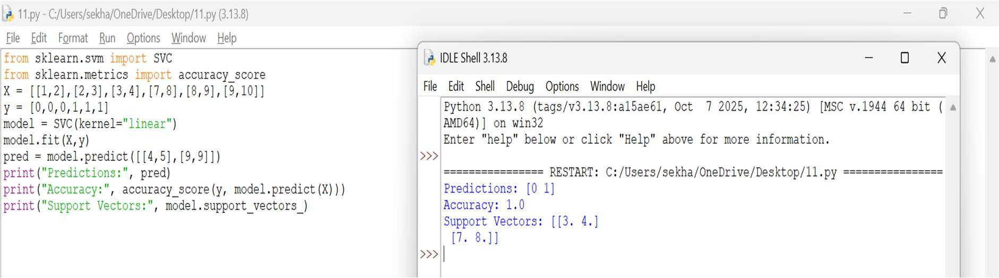 11.py - C:/Users/sekha/OneDrive/Desktop/11.py (3.13.8)
File Edit Format Run Options Window Help
from sklearn.svm import SVC
from sklearn.metrics import accuracy_score
X = [[1,2],[2,3],[3,4],[7,8],[8,9],[9,10]]
y = [0,0,0,1,1,1]
model = SVC(kernel="linear")
model.fit(X,y)
pred = model.predict([[4,5],[9,9]])
print("Predictions:", pred)
print("Accuracy:", accuracy_score(y, model.predict(X)))
print("Support Vectors:", model.support_vectors_)
IDLE Shell 3.13.8
File Edit Shell Debug Options Window Help
Python 3.13.8 (tags/v3.13.8:a15ae61, Oct  7 2025, 12:34:25) [MSC v.1944 64 bit (
AMD64)] on win32
Enter "help" below or click "Help" above for more information.
>>>
================ RESTART: C:/Users/sekha/OneDrive/Desktop/11.py ================
Predictions: [0 1]
Accuracy: 1.0
Support Vectors: [[3. 4.]
 [7. 8.]]
>>>